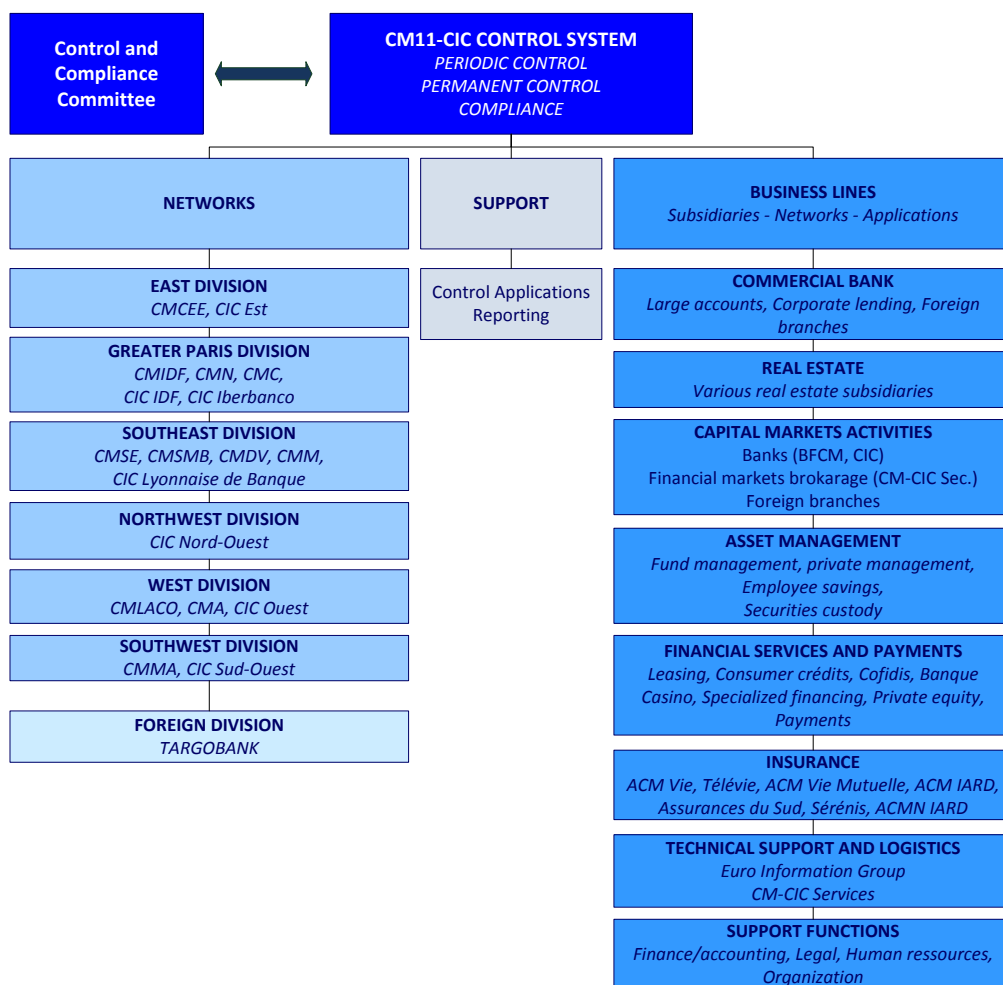 Control and
Compliance
Committee
CM11-CIC CONTROL SYSTEM
PERIODIC CONTROL
PERMANENT CONTROL
COMPLIANCE
NETWORKS
SUPPORT
BUSINESS LINES
Subsidiaries - Networks - Applications
EAST DIVISION
CMCEE, CIC Est
GREATER PARIS DIVISION
CMIDF, CMN, CMC,
CIC IDF, CIC Iberbanco
SOUTHEAST DIVISION
CMSE, CMSMB, CMDV, CMM,
CIC Lyonnaise de Banque
NORTHWEST DIVISION
CIC Nord-Ouest
WEST DIVISION
CMLACO, CMA, CIC Ouest
SOUTHWEST DIVISION
CMMA, CIC Sud-Ouest
FOREIGN DIVISION
TARGOBANK
Control Applications
Reporting
COMMERCIAL BANK
Large accounts, Corporate lending, Foreign
branches
REAL ESTATE
Various real estate subsidiaries
CAPITAL MARKETS ACTIVITIES
Banks (BFCM, CIC)
Financial markets brokarage (CM-CIC Sec.)
Foreign branches
ASSET MANAGEMENT
Fund management, private management,
Employee savings,
Securities custody
FINANCIAL SERVICES AND PAYMENTS
Leasing, Consumer crédits, Cofidis, Banque
Casino, Specialized financing, Private equity,
Payments
INSURANCE
ACM Vie, Télévie, ACM Vie Mutuelle, ACM IARD,
Assurances du Sud, Sérénis, ACMN IARD
TECHNICAL SUPPORT AND LOGISTICS
Euro Information Group
CM-CIC Services
SUPPORT FUNCTIONS
Finance/accounting, Legal, Human ressources,
Organization